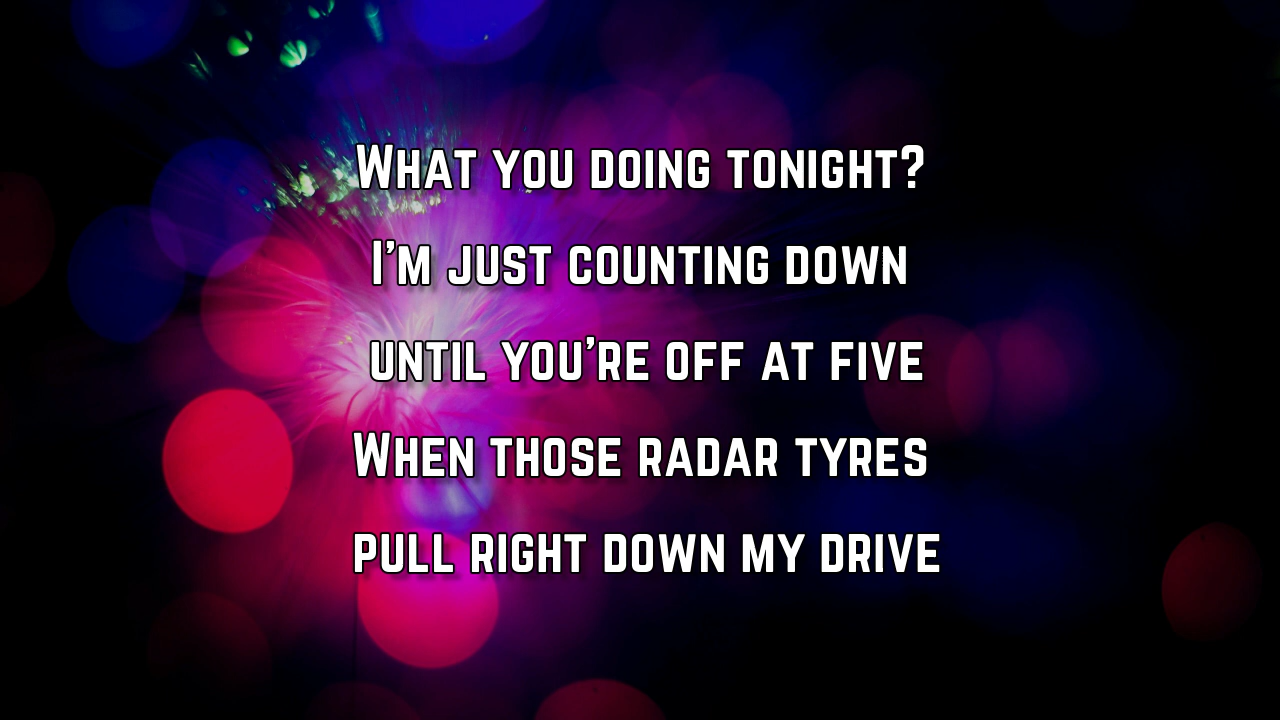 What you doing tonight?
I'm just counting down
until you're off at five
When those radar tyres
pull right down my drive